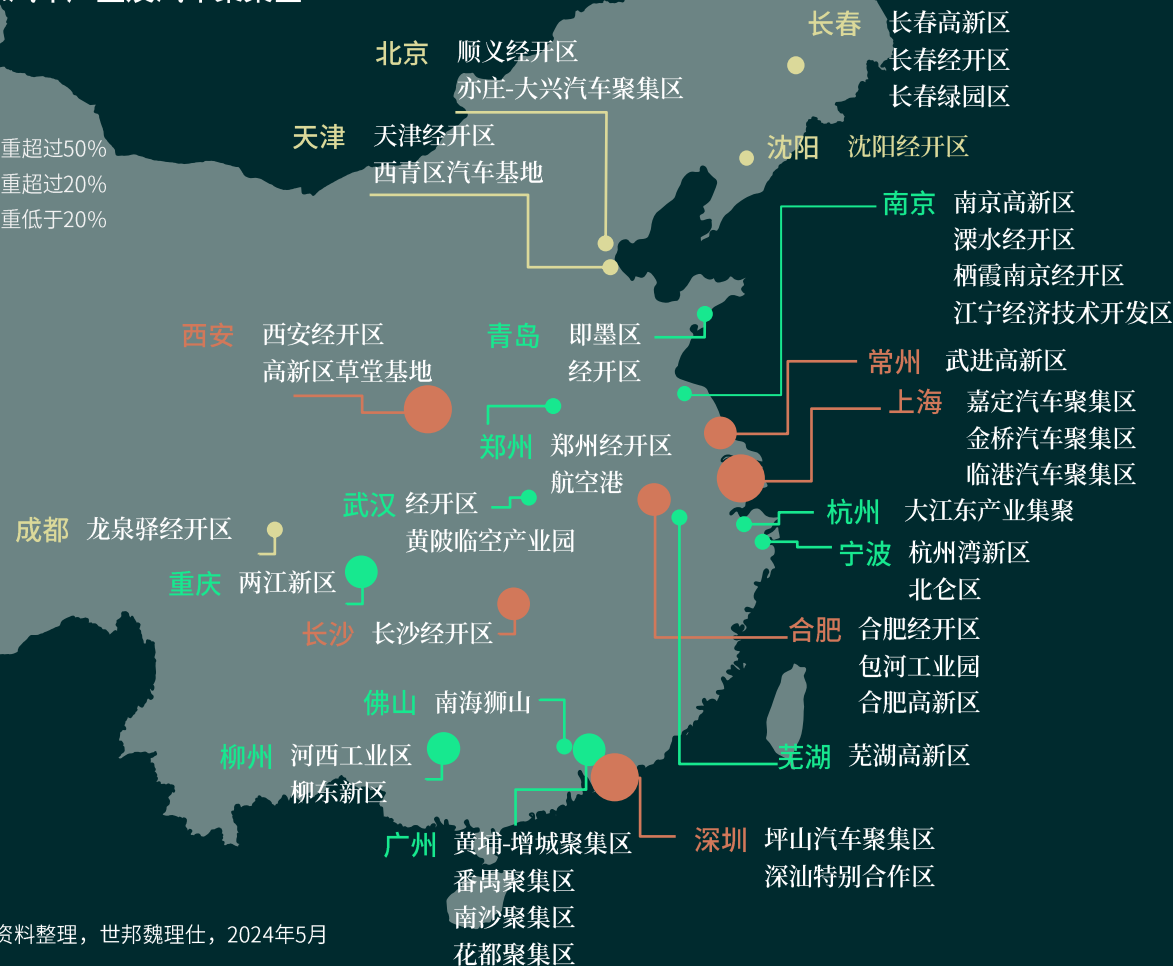 北京 顺义经开区
亦庄-大兴汽车聚集区
天津 天津经开区
西青区汽车基地
长春 长春高新区
长春经开区
长春绿园区
沈阳 沈阳经开区
重超过50%
重超过20%
重低于20%
南京 南京高新区
溧水经开区
栖霞南京经开区
江宁经济技术开发区
西安 西安经开区
高新区草堂基地
青岛 即墨区
经开区
常州 武进高新区
上海 嘉定汽车聚集区
金桥汽车聚集区
临港汽车聚集区
郑州 郑州经开区
航空港
武汉 经开区
黄陂临空产业园
杭州 大江东产业集聚
宁波 杭州湾新区
北仑区
成都 龙泉驿经开区
重庆 两江新区
长沙 长沙经开区
合肥 合肥经开区
包河工业园
合肥高新区
佛山 南海狮山
柳州 河西工业区
柳东新区
芜湖 芜湖高新区
广州 黄埔-增城聚集区
番禺聚集区
南沙聚集区
花都聚集区
深圳 坪山汽车聚集区
深汕特别合作区
资料整理，世邦魏理仕，2024年5月